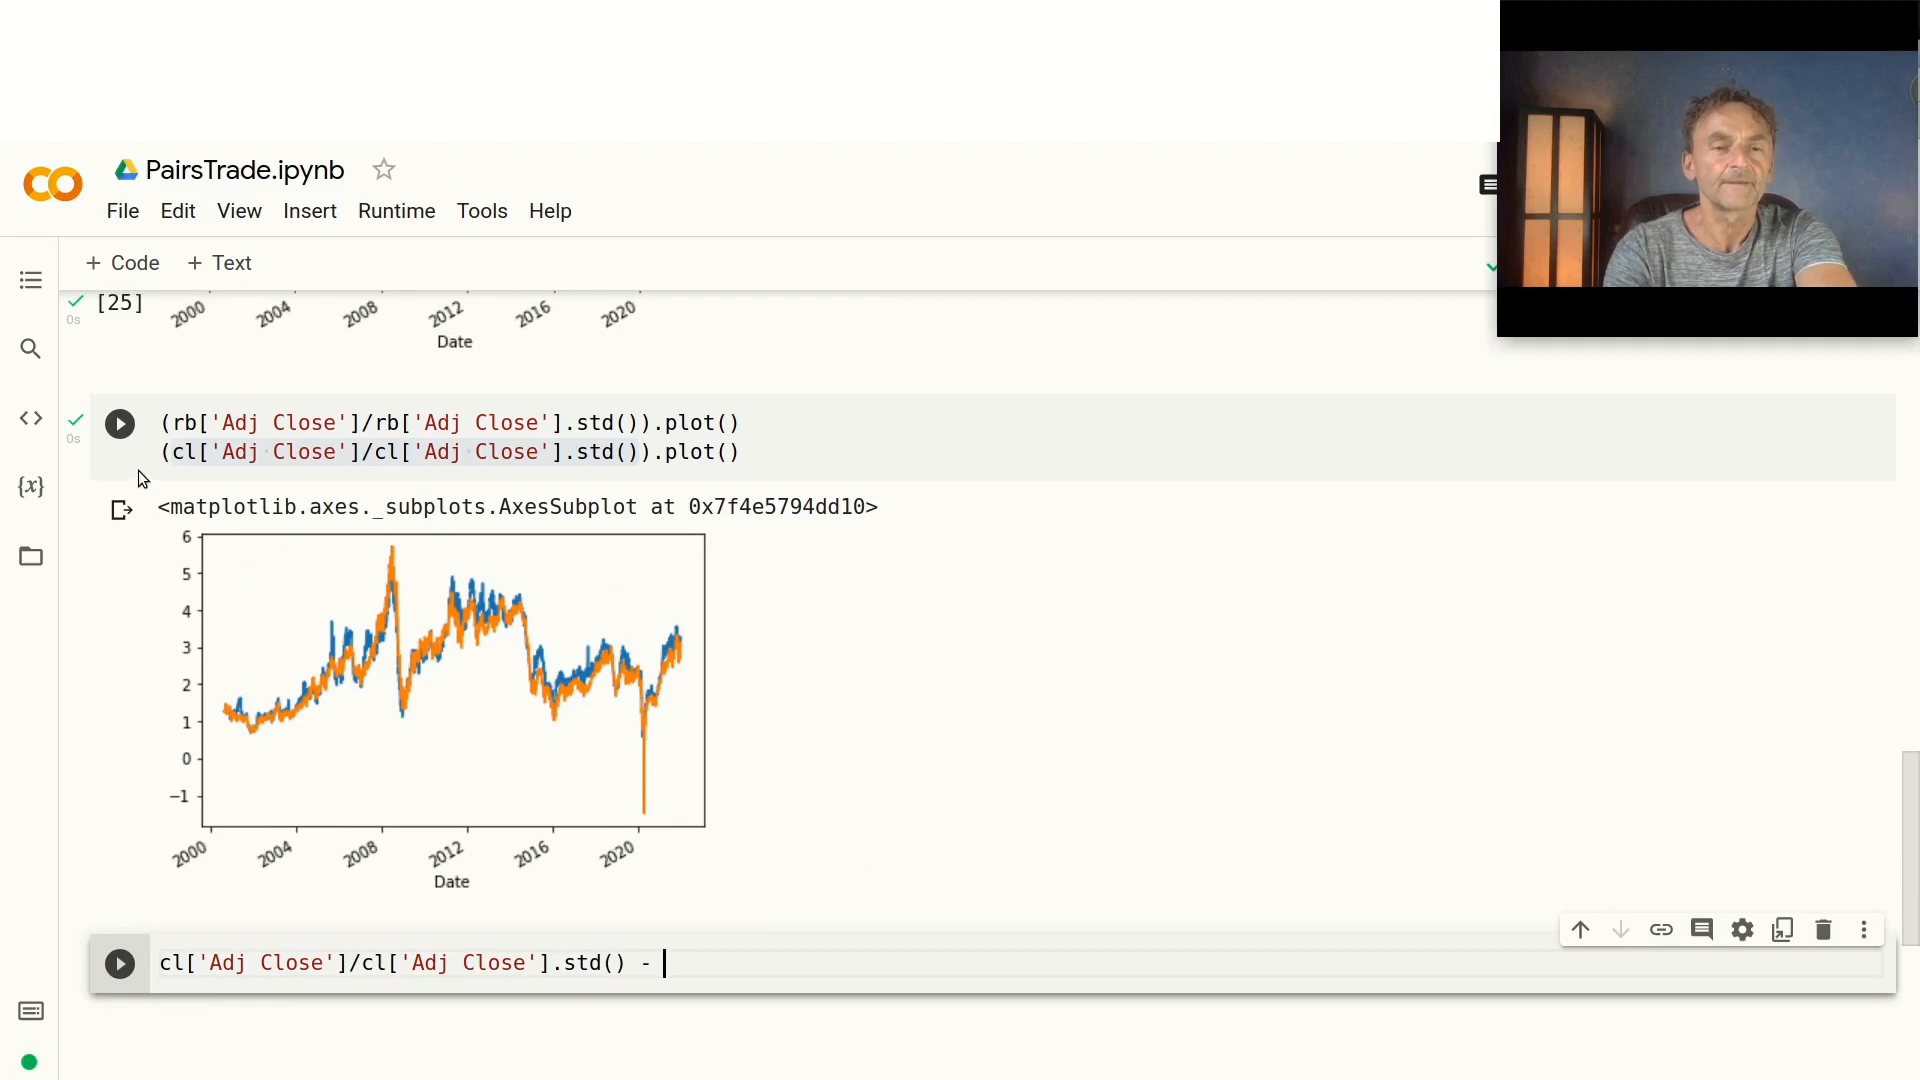 PairsTrade.ipynb
File Edit View Insert Runtime Tools Help
+ Code + Text
[25]
0s
2000 2004 2008 2012 2016 2020
Date
(rb['Adj Close']/rb['Adj Close'].std()).plot()
0s
(cl['Adj Close']/cl['Adj Close'].std()).plot()
{x}
<matplotlib.axes._subplots.AxesSubplot at 0x7f4e5794dd10>
6
5
4
3
2
1
0
−1
2000 2004 2008 2012 2016 2020
Date
cl['Adj Close']/cl['Adj Close'].std() -